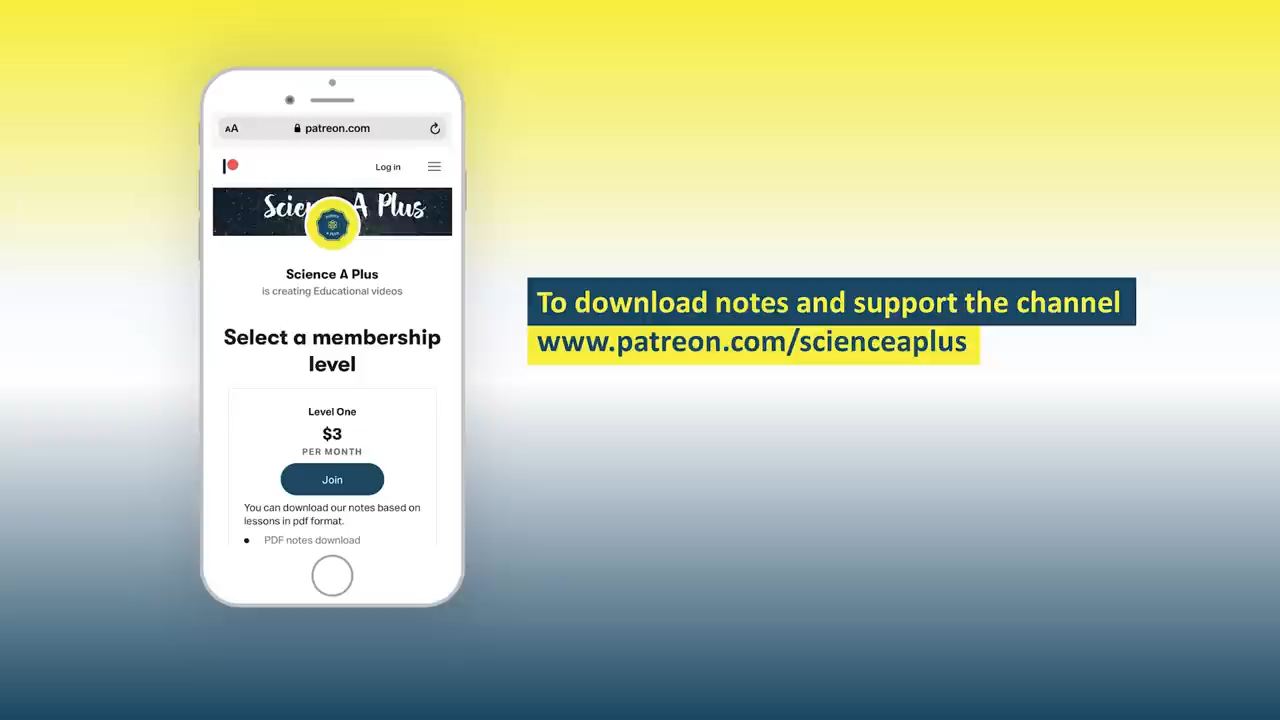 AA patreon.com
Log in
Science A Plus
is creating Educational videos
Select a membership
level
Level One
$3
PER MONTH
Join
You can download our notes based on
lessons in pdf format.
PDF notes download
To download notes and support the channel
www.patreon.com/scienceaplus